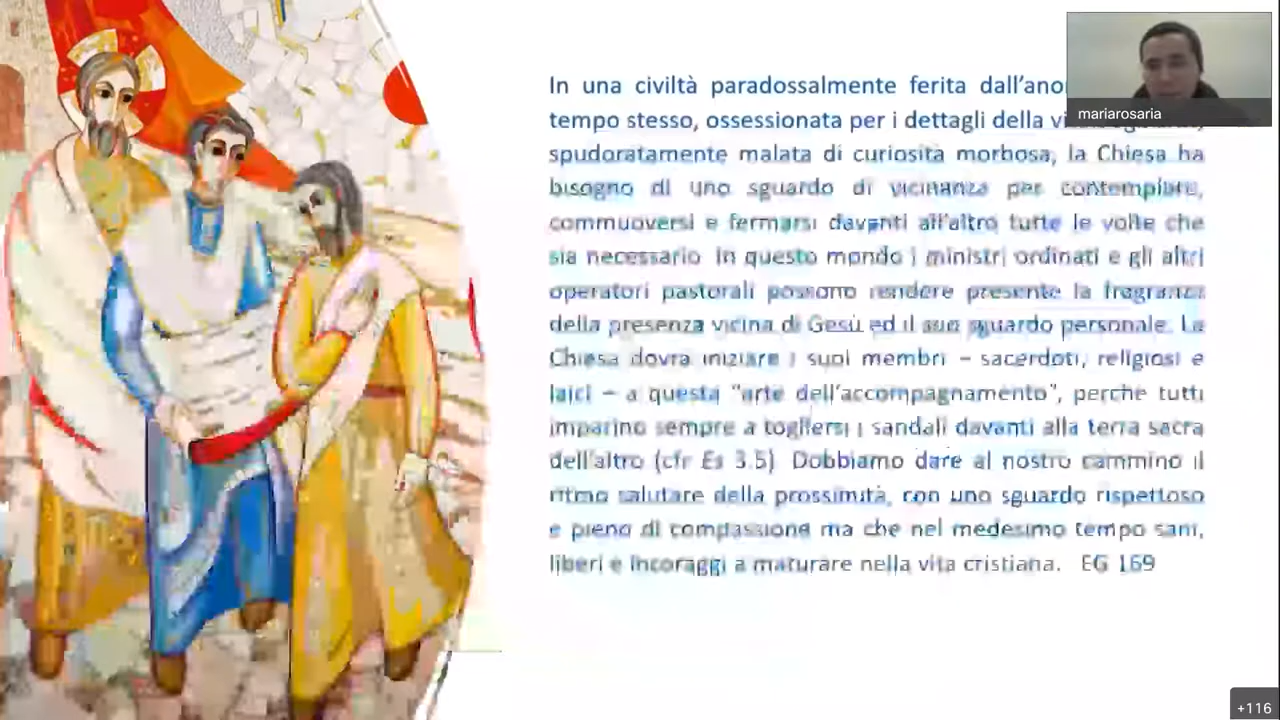 In una civiltà paradossalmente ferita dall'ano
tempo stesso, ossessionata per i dettagli della vi
spudoratamente malata di curiosità morbosa, la Chiesa ha
bisogno di uno sguardo di vicinanza per contemplare,
commuoversi e fermarsi davanti all'altro tutte le volte che
sia necessario. In questo mondo i ministri ordinati e gli altri
operatori pastorali possono rendere presente la fragranza
della presenza vicina di Gesù ed il suo sguardo personale. La
Chiesa dovrà iniziare i suoi membri – sacerdoti, religiosi e
laici – a questa "arte dell'accompagnamento", perché tutti
imparino sempre a togliersi i sandali davanti alla terra sacra
dell'altro (cfr Es 3,5). Dobbiamo dare al nostro cammino il
ritmo salutare della prossimità, con uno sguardo rispettoso
e pieno di compassione ma che nel medesimo tempo sani,
liberi e incoraggi a maturare nella vita cristiana. EG 169
mariarosaria
+116